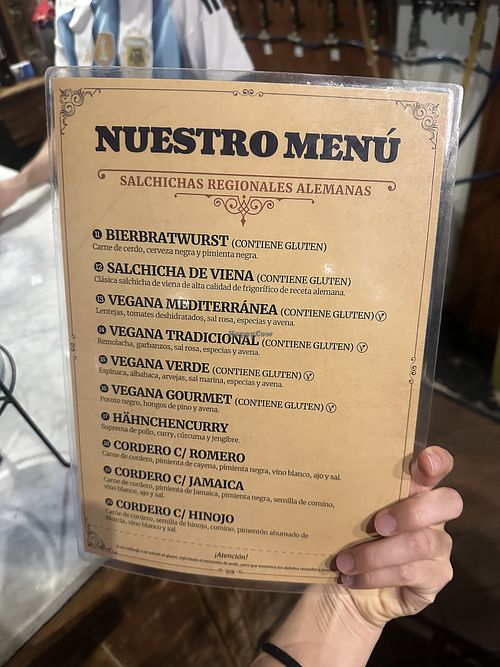 NUESTRO MENÚ
SALCHICHAS REGIONALES ALEMANAS
11 BIERBRATWURST (CONTIENE GLUTEN)
Carne de cerdo, cerveza negra y pimienta negra.
12 SALCHICHA DE VIENA (CONTIENE GLUTEN)
Clásica salchicha de viena de alta calidad de frigorífico de receta alemana.
13 VEGANA MEDITERRÁNEA (CONTIENE GLUTEN)
Lentejas, tomates deshidratados, sal rosa, especias y avena.
14 VEGANA TRADICIONAL (CONTIENE GLUTEN)
Remolacha, garbanzos, sal rosa, especias y avena.
15 VEGANA VERDE (CONTIENE GLUTEN)
Espinaca, albahaca, arvejas, sal marina, especias y avena.
16 VEGANA GOURMET (CONTIENE GLUTEN)
Poroto negro, hongos de pino y avena.
17 HÄHNCHENCURRY
Suprema de pollo, curry, cúrcuma y jengibre.
18 CORDERO C/ ROMERO
Carne de cordero, pimienta de cayena, pimienta negra, vino blanco, ajo y sal.
19 CORDERO C/ JAMAICA
Carne de cordero, pimienta de Jamaica, pimienta negra, semilla de comino,
vino blanco, ajo y sal.
20 CORDERO C/ HINOJO
Carne de cordero, semilla de hinojo, comino, pimentón ahumado de
Murcia, vino blanco y sal.
¡Atención!
HappyCow